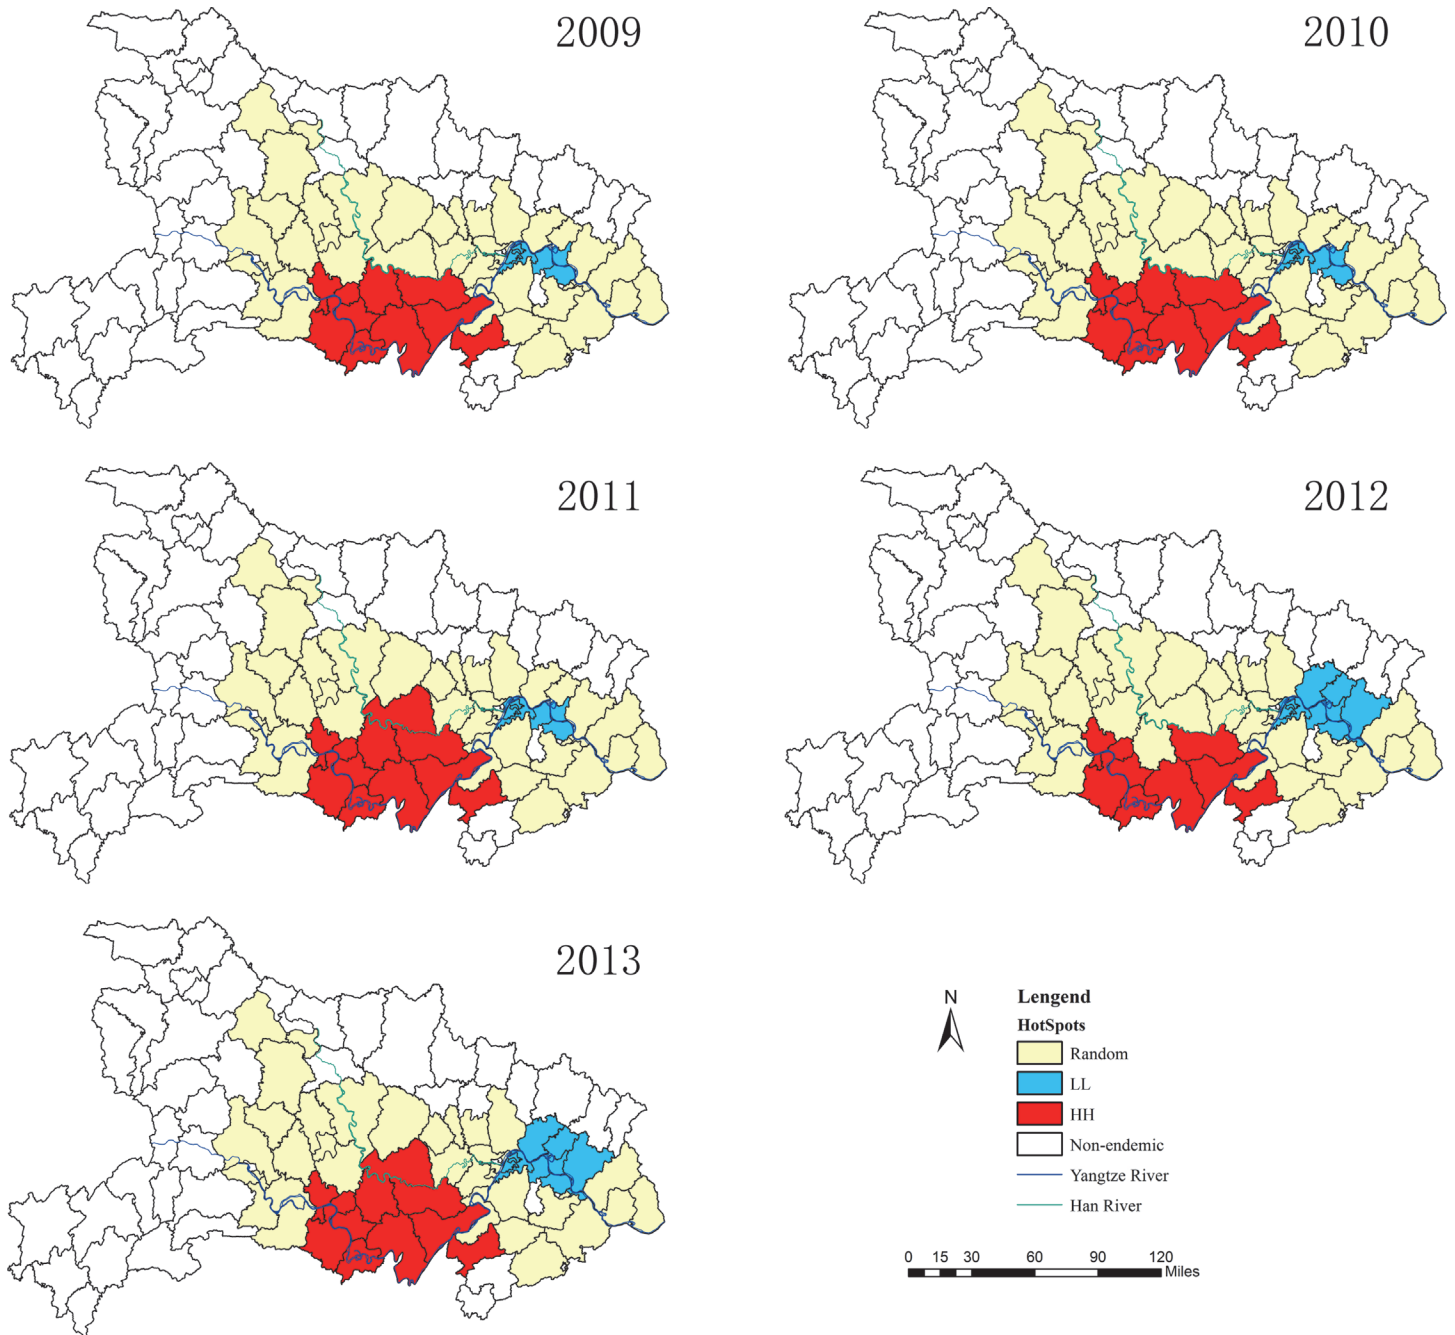 2009
2010
2011
2012
2013
N
Lengend
HotSpots
Random
LL
HH
Non-endemic
Yangtze River
Han River
0 15 30 60 90 120
Miles